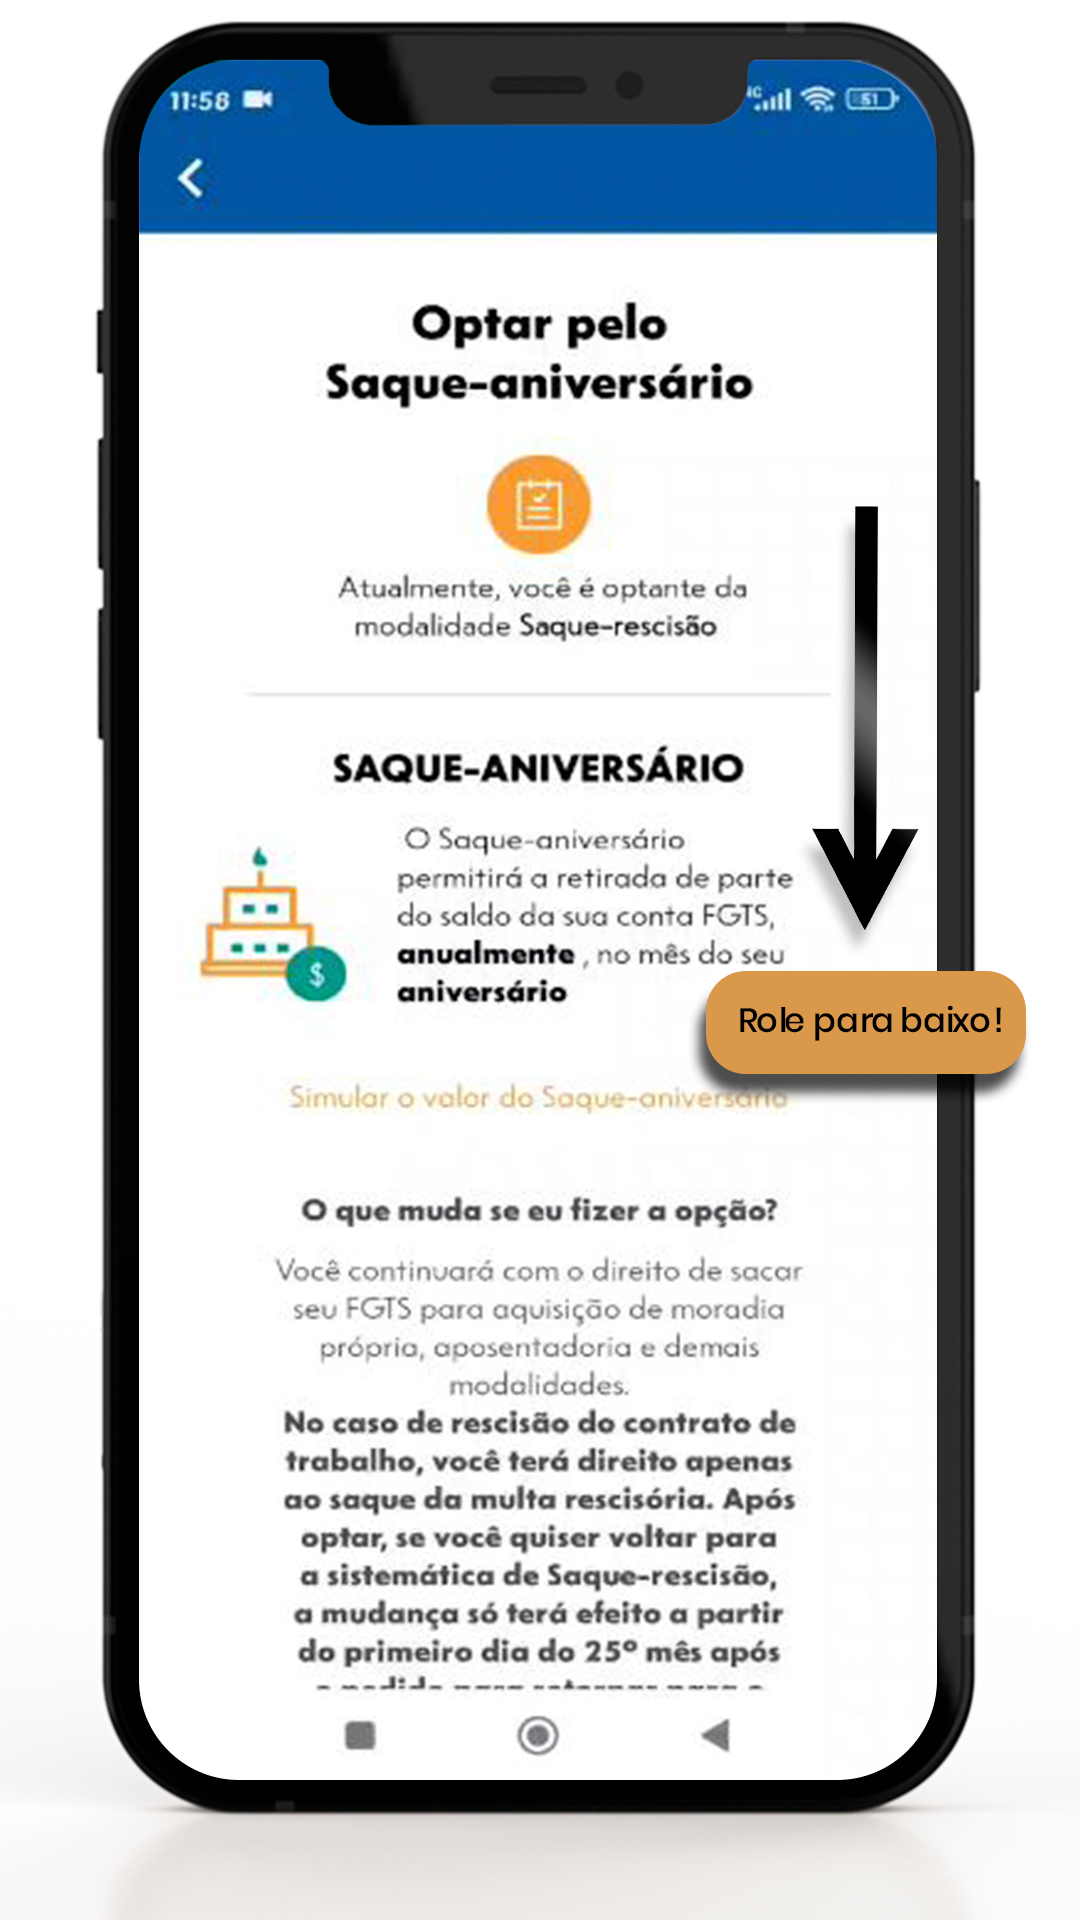 11:58
51
Optar pelo
Saque-aniversário
Atualmente, você é optante da
modalidade Saque-rescisão
SAQUE-ANIVERSÁRIO
O Saque-aniversário
permitirá a retirada de parte
do saldo da sua conta FGTS,
anualmente , no mês do seu
aniversário
$
Role para baixo!
Simular o valor do Saque-aniversário
O que muda se eu fizer a opção?
Você continuará com o direito de sacar
seu FGTS para aquisição de moradia
própria, aposentadoria e demais
modalidades.
No caso de rescisão do contrato de
trabalho, você terá direito apenas
ao saque da multa rescisória. Após
optar, se você quiser voltar para
a sistemática de Saque-rescisão,
a mudança só terá efeito a partir
do primeiro dia do 25º mês após